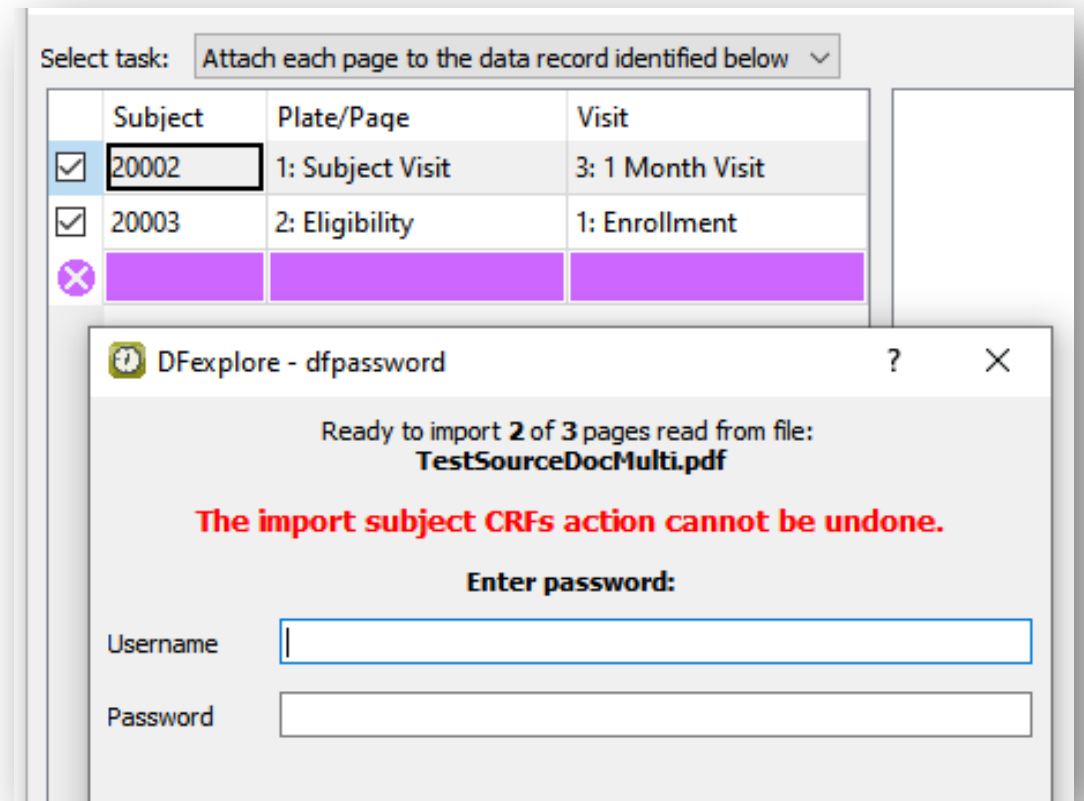 Select task: Attach each page to the data record identified below
Subject Plate/Page Visit
20002 1: Subject Visit 3: 1 Month Visit
20003 2: Eligibility 1: Enrollment
DFexplore - dfpassword ?
Ready to import 2 of 3 pages read from file:
TestSourceDocMulti.pdf
The import subject CRFs action cannot be undone.
Enter password:
Username
Password